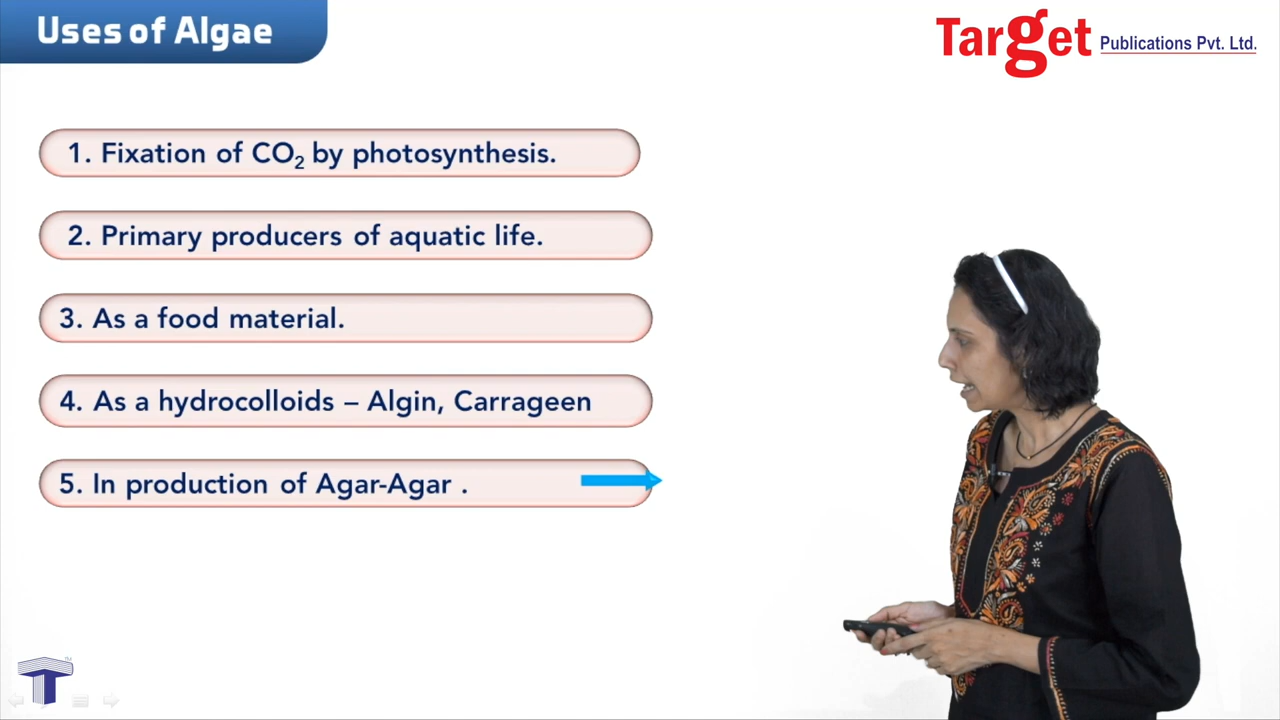 Uses of Algae
Target Publications Pvt. Ltd.
1. Fixation of CO₂ by photosynthesis.
2. Primary producers of aquatic life.
3. As a food material.
4. As a hydrocolloids – Algin, Carrageen
5. In production of Agar-Agar .
T
TM